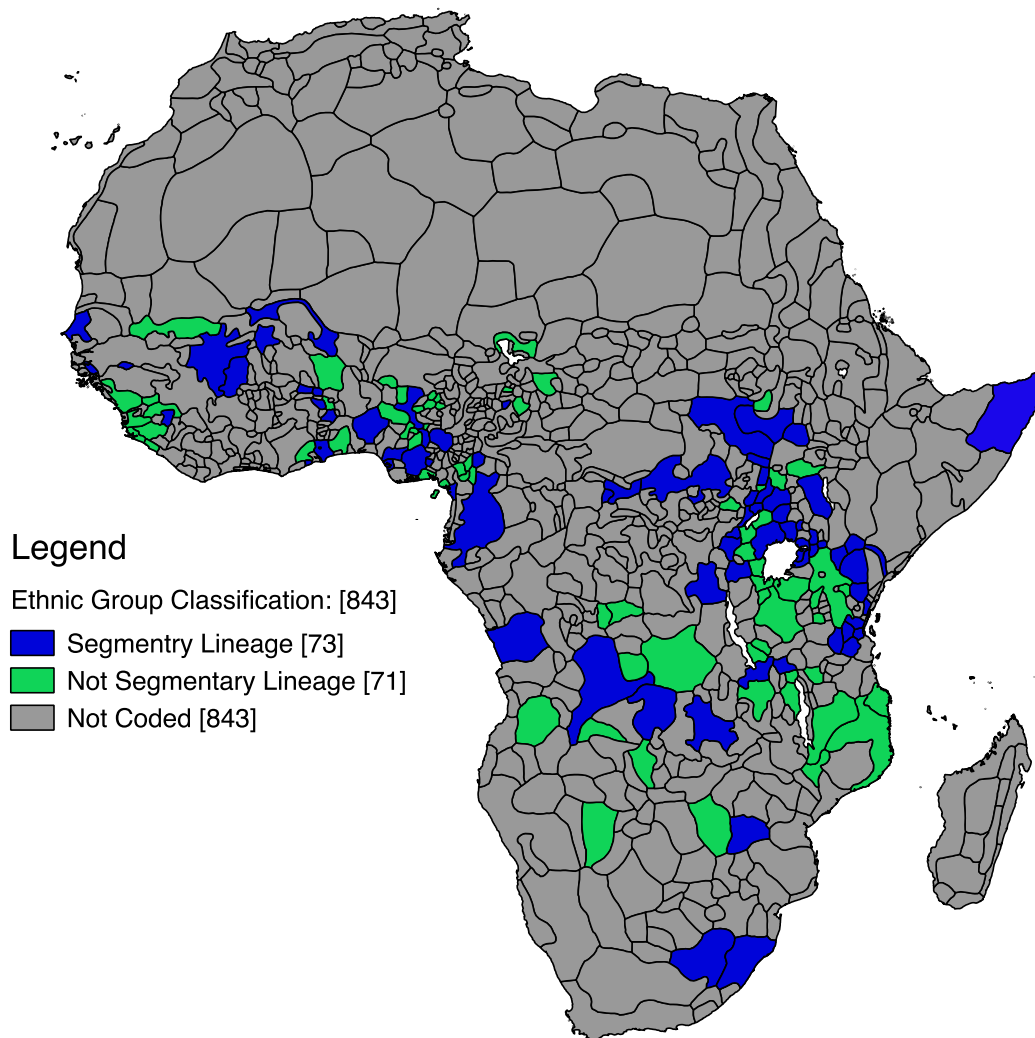 Legend
Ethnic Group Classification: [843]
Segmentry Lineage [73]
Not Segmentary Lineage [71]
Not Coded [843]